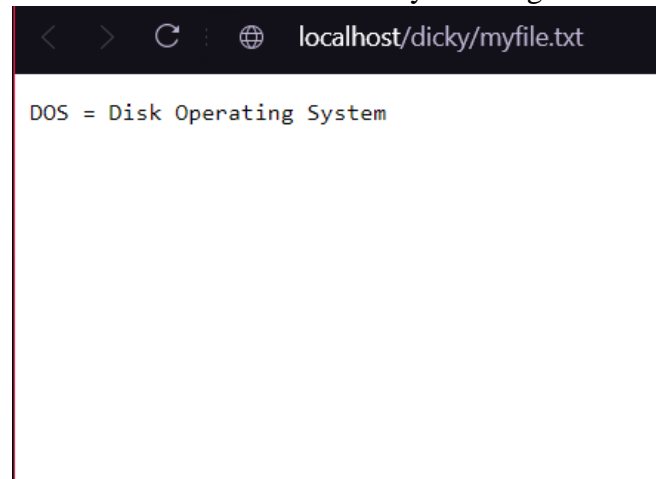 localhost/dicky/myfile.txt
DOS = Disk Operating System